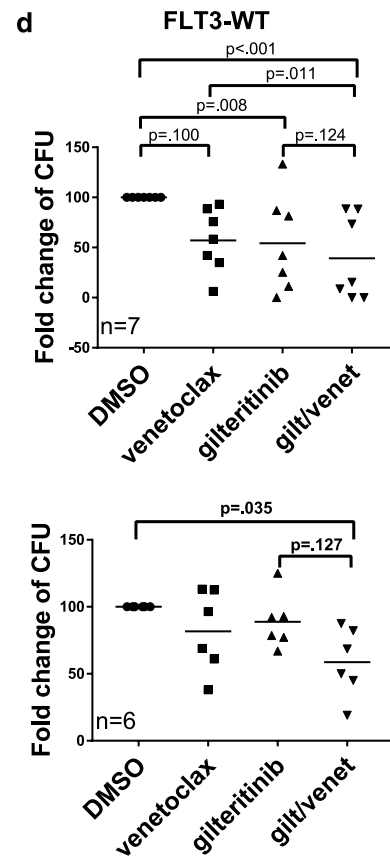 d
FLT3-WT
p<.001
p=.011
p=.008
p=.100
p=.124
Fold change of CFU
150
100
50
0
-50
n=7
DMSO
venetoclax
gilteritinib
gilt/venet
p=.035
p=.127
Fold change of CFU
150
100
50
0
n=6
DMSO
venetoclax
gilteritinib
gilt/venet